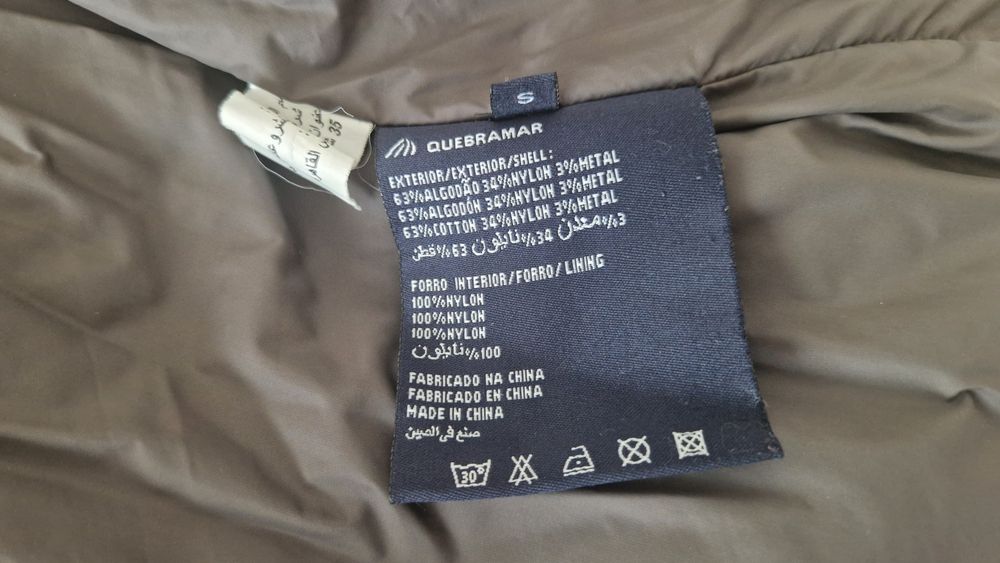 S
QUEBRAMAR
EXTERIOR/EXTERIOR/SHELL:
63%ALGODÃO 34%NYLON 3%METAL
63%ALGODÓN 34%NYLON 3%METAL
63%COTTON 34%NYLON 3%METAL
3%معدن 34%نايلون 63%قطن
FORRO INTERIOR/FORRO/LINING
100%NYLON
100%NYLON
100%NYLON
100%نايلون
FABRICADO NA CHINA
FABRICADO EN CHINA
MADE IN CHINA
صنع في الصين
30°
35